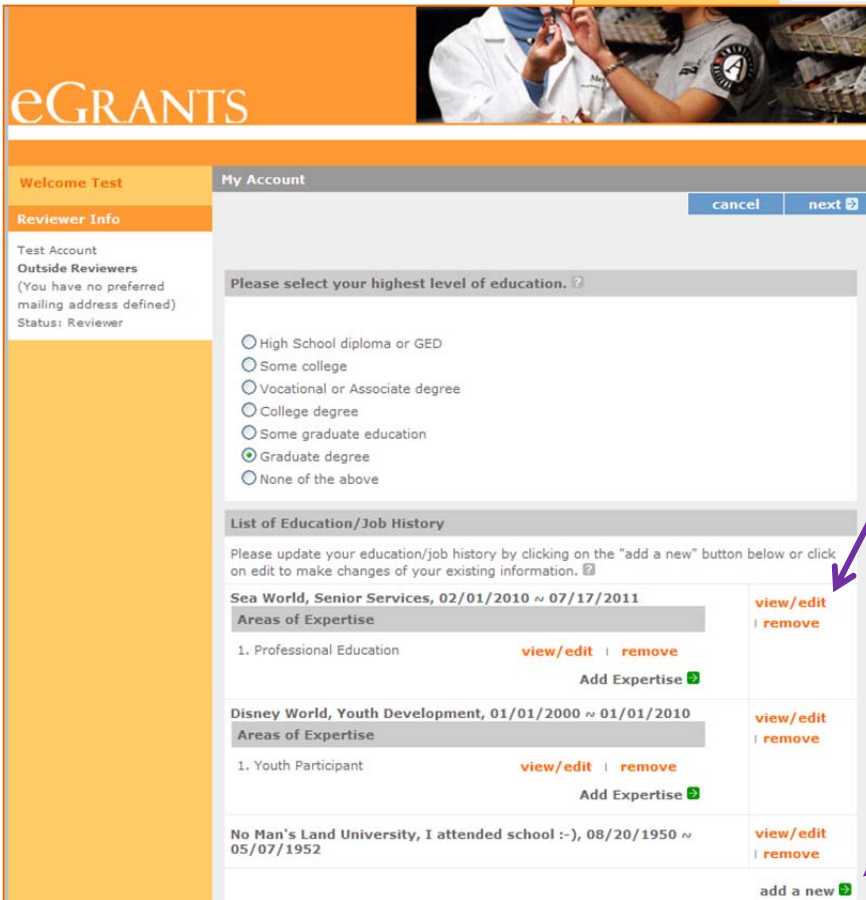 eGRANTS
Welcome Test
Reviewer Info
Test Account
Outside Reviewers
(You have no preferred
mailing address defined)
Status: Reviewer
My Account
cancel
next
Please select your highest level of education. ?
High School diploma or GED
Some college
Vocational or Associate degree
College degree
Some graduate education
Graduate degree
None of the above
List of Education/Job History
Please update your education/job history by clicking on the "add a new" button below or click
on edit to make changes of your existing information. ?
Sea World, Senior Services, 02/01/2010 ~ 07/17/2011
view/edit
| remove
Areas of Expertise
1. Professional Education view/edit | remove
Add Expertise
Disney World, Youth Development, 01/01/2000 ~ 01/01/2010
view/edit
| remove
Areas of Expertise
1. Youth Participant view/edit | remove
Add Expertise
No Man's Land University, I attended school :-), 08/20/1950 ~
05/07/1952
view/edit
| remove
add a new